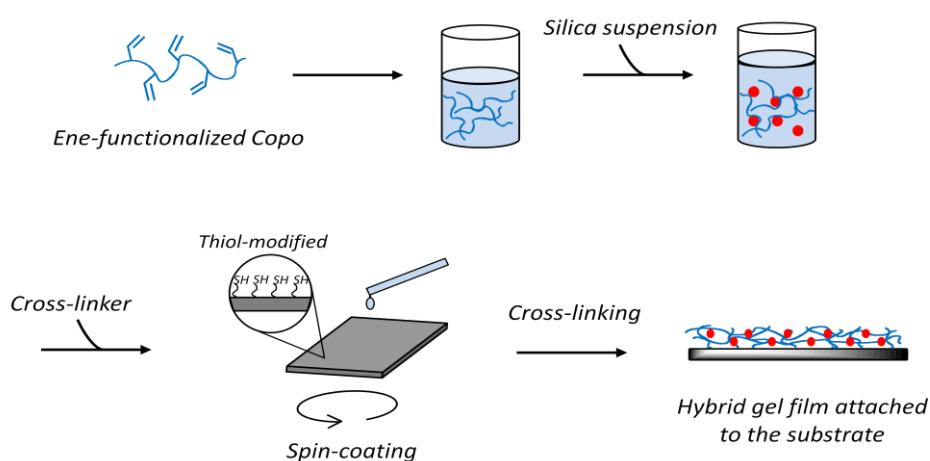 Silica suspension
Ene-functionalized Copo
Thiol-modified
SH SH SH SH
Cross-linker
Cross-linking
Hybrid gel film attached
to the substrate
Spin-coating